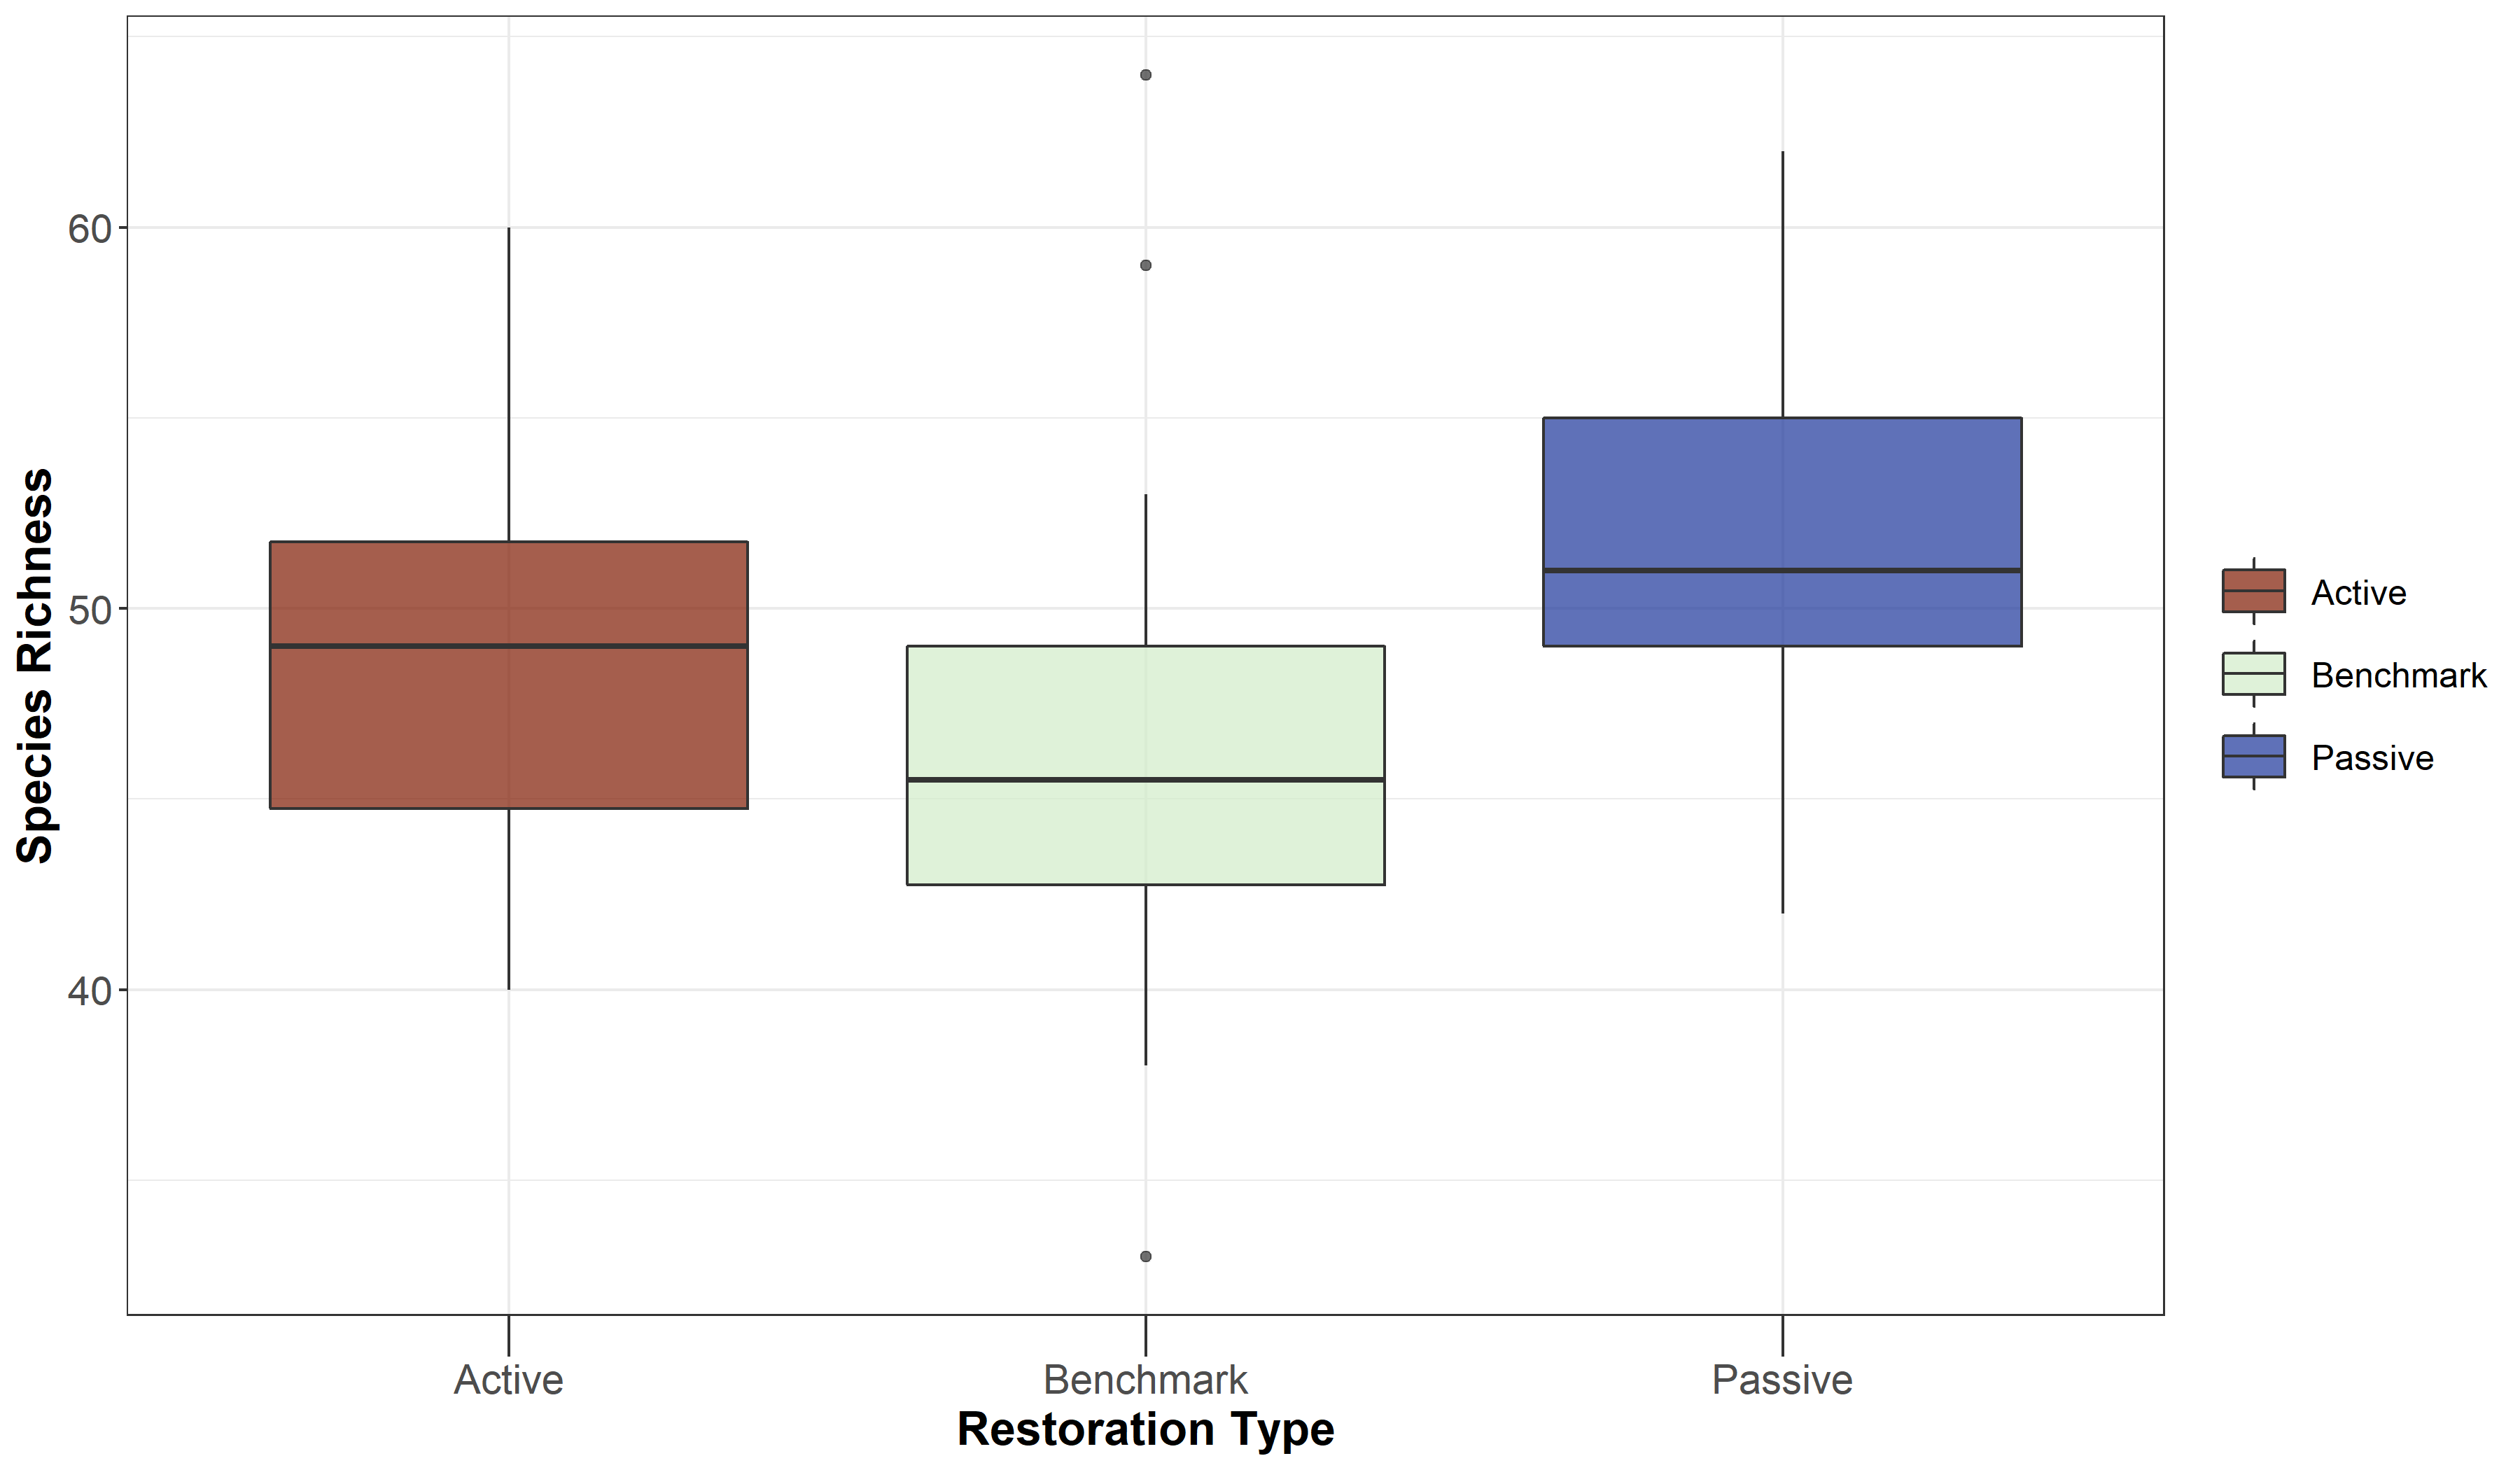 Species Richness
60
50
40
Active
Benchmark
Passive
Restoration Type
Active
Benchmark
Passive